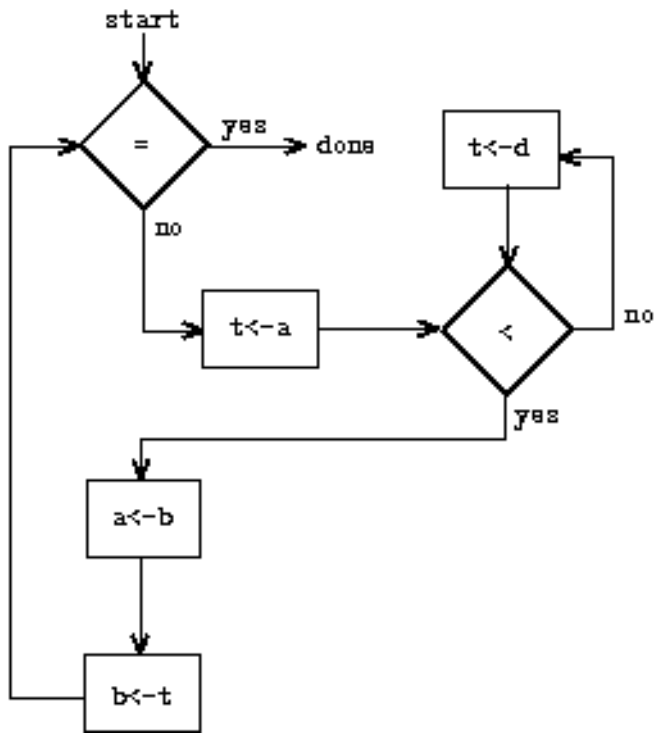 start
=
yes
done
no
t<-d
t<-a
<
no
yes
a<-b
b<-t